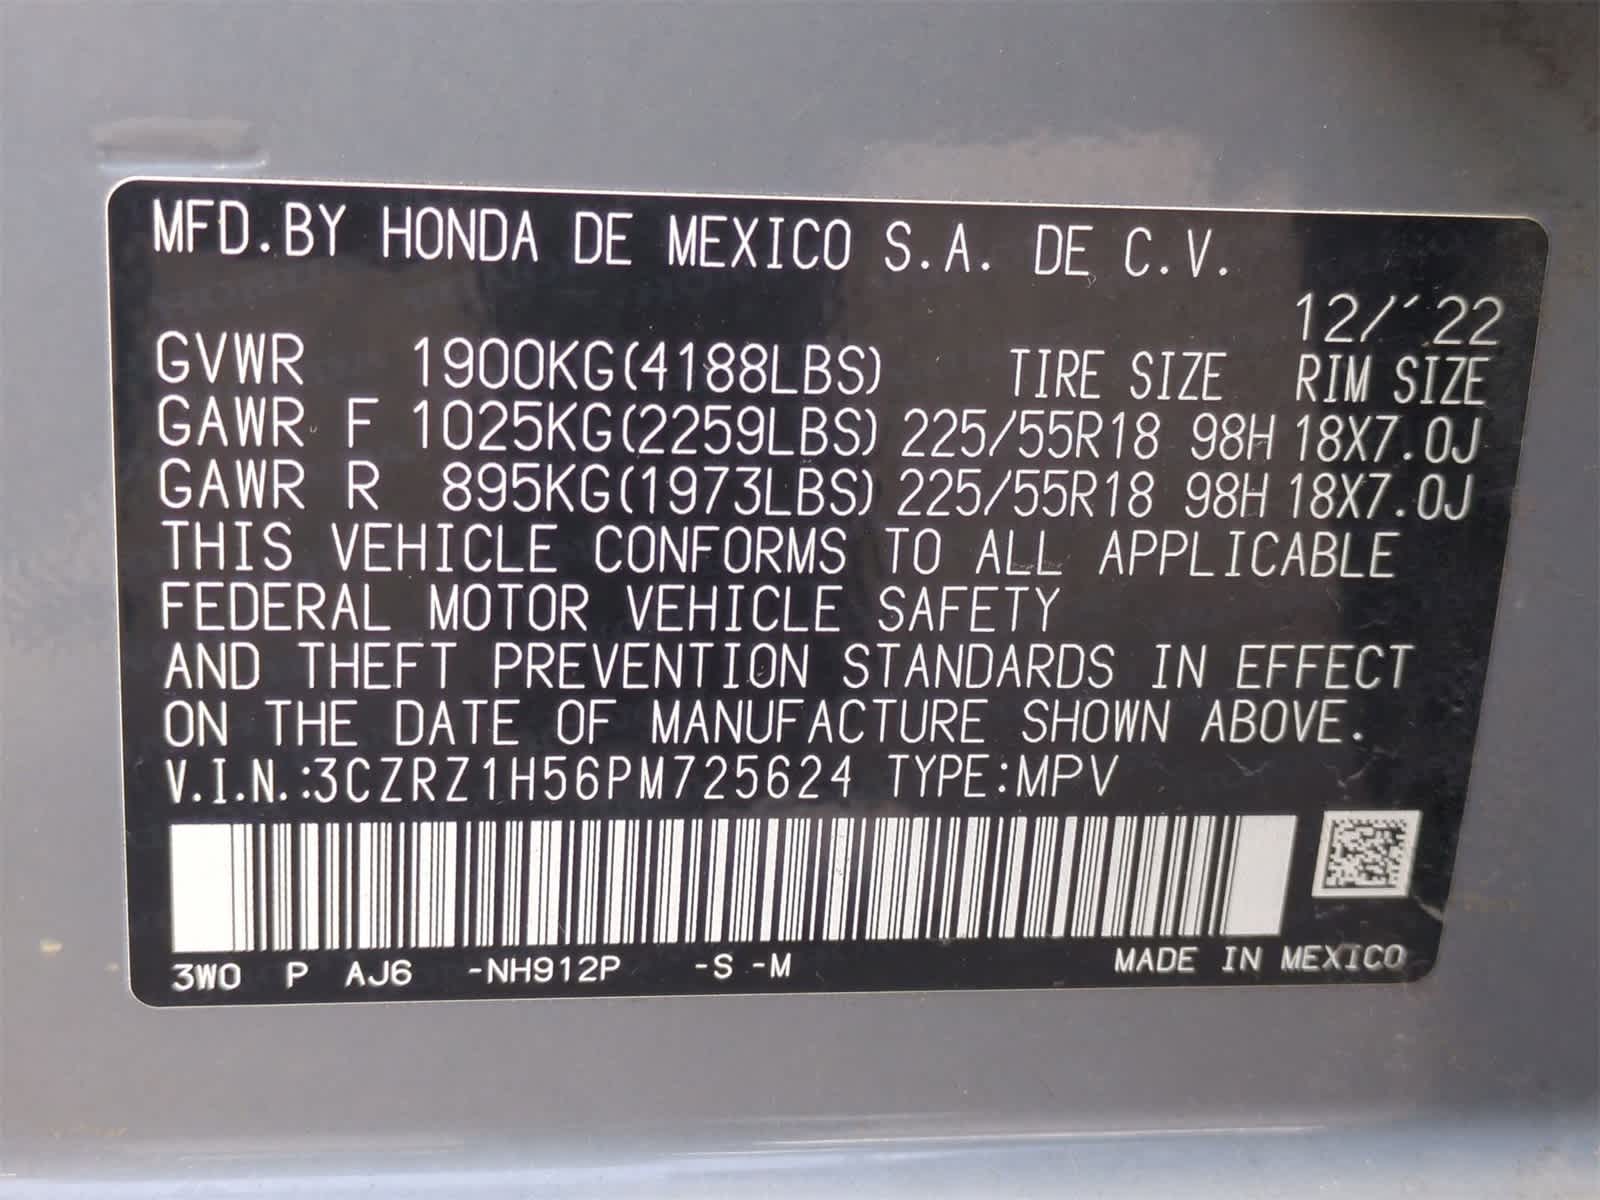 MFD.BY HONDA DE MEXICO S.A. DE C.V.
12/'22
GVWR 1900KG(4188LBS) TIRE SIZE RIM SIZE
GAWR F 1025KG(2259LBS) 225/55R18 98H 18X7.0J
GAWR R 895KG(1973LBS) 225/55R18 98H 18X7.0J
THIS VEHICLE CONFORMS TO ALL APPLICABLE
FEDERAL MOTOR VEHICLE SAFETY
AND THEFT PREVENTION STANDARDS IN EFFECT
ON THE DATE OF MANUFACTURE SHOWN ABOVE.
V.I.N.:3CZRZ1H56PM725624 TYPE:MPV
3W0 P AJ6 -NH912P -S -M MADE IN MEXICO